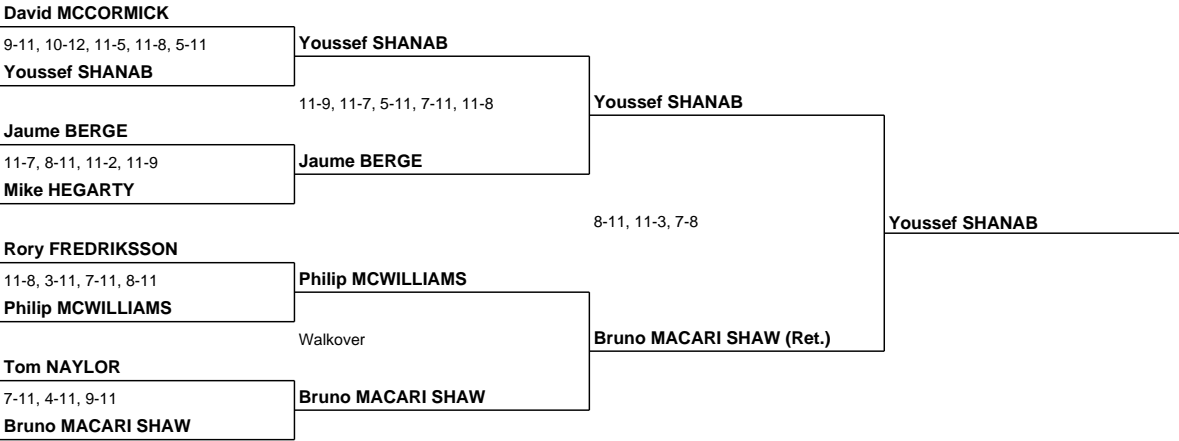 David MCCORMICK
9-11, 10-12, 11-5, 11-8, 5-11
Youssef SHANAB
Youssef SHANAB
11-9, 11-7, 5-11, 7-11, 11-8
Youssef SHANAB
Jaume BERGE
11-7, 8-11, 11-2, 11-9
Jaume BERGE
Mike HEGARTY
8-11, 11-3, 7-8
Youssef SHANAB
Rory FREDRIKSSON
11-8, 3-11, 7-11, 8-11
Philip MCWILLIAMS
Philip MCWILLIAMS
Walkover
Bruno MACARI SHAW (Ret.)
Tom NAYLOR
7-11, 4-11, 9-11
Bruno MACARI SHAW
Bruno MACARI SHAW